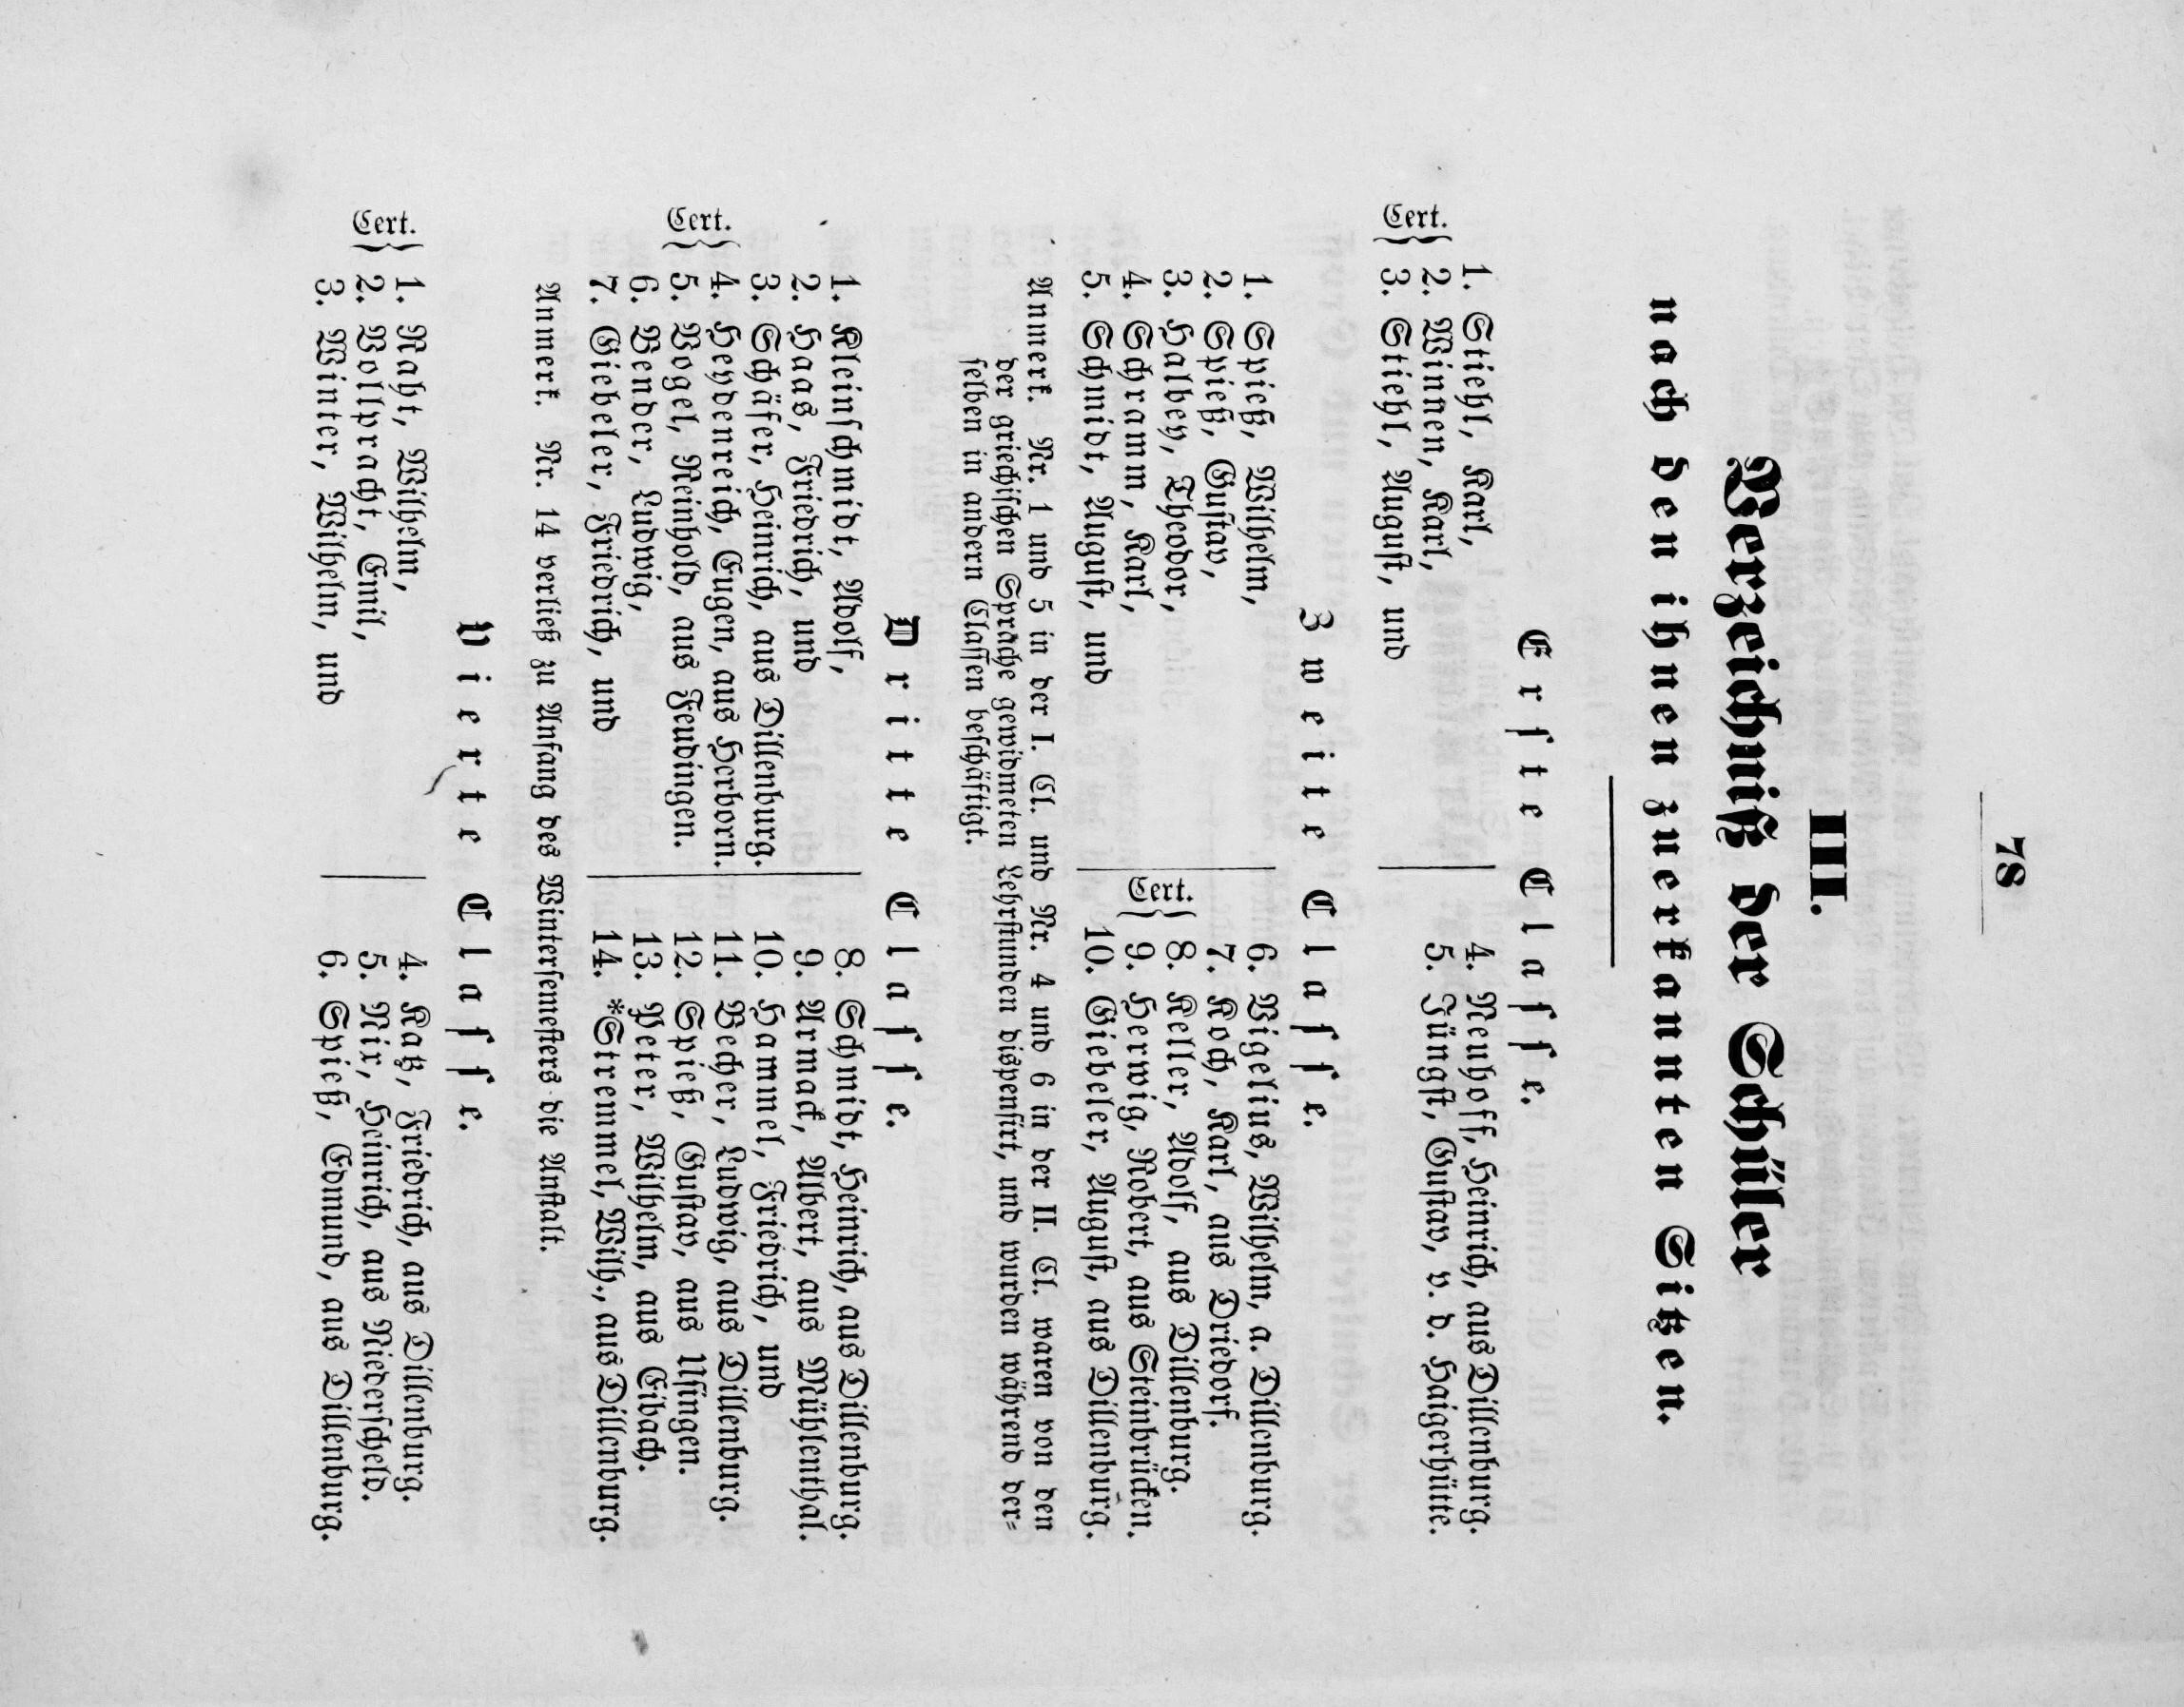 78
III.
Verzeichniß der Schüler
nach den ihnen zuerkannten Sitzen.
Erste Classe.
1. Stiehl, Karl,
Cert. 2. Winnen, Karl,
3. Stiehl, August, und
4. Neuhoff, Heinrich, aus Dillenburg.
5. Jüngst, Gustav, v. d. Haigerhütte.
Zweite Classe.
1. Spieß, Wilhelm,
2. Spieß, Gustav,
3. Halbey, Theodor,
4. Schramm, Karl,
5. Schmidt, August, und
6. Vigelius, Wilhelm, a. Dillenburg.
7. Koch, Karl, aus Driedorf.
Cert. 8. Keller, Adolf, aus Dillenburg.
9. Herwig, Robert, aus Steinbrücken.
10. Giebeler, August, aus Dillenburg.
Anmerk. Nr. 1 und 5 in der I. Cl. und Nr. 4 und 6 in der II. Cl. waren von den
der griechischen Sprache gewidmeten Lehrstunden dispensirt, und wurden während der-
selben in andern Classen beschäftigt.
Dritte Classe.
1. Kleinschmidt, Adolf,
2. Haas, Friedrich, und
3. Schäfer, Heinrich, aus Dillenburg.
Cert. 4. Heydenreich, Eugen, aus Herborn.
5. Vogel, Reinhold, aus Feudingen.
6. Bender, Ludwig,
7. Giebeler, Friedrich, und
8. Schmidt, Heinrich, aus Dillenburg.
9. Armack, Albert, aus Mühlenthal.
10. Hammel, Friedrich, und
11. Becher, Ludwig, aus Dillenburg.
12. Spieß, Gustav, aus Usingen.
13. Peter, Wilhelm, aus Eibach.
14. *Stremmel, Wilh., aus Dillenburg.
Anmerk. Nr. 14 verließ zu Anfang des Wintersemesters die Anstalt.
Vierte Classe.
1. Raht, Wilhelm,
Cert. 2. Vollpracht, Emil,
3. Winter, Wilhelm, und
4. Katz, Friedrich, aus Dillenburg.
5. Nix, Heinrich, aus Niederscheld.
6. Spieß, Edmund, aus Dillenburg.